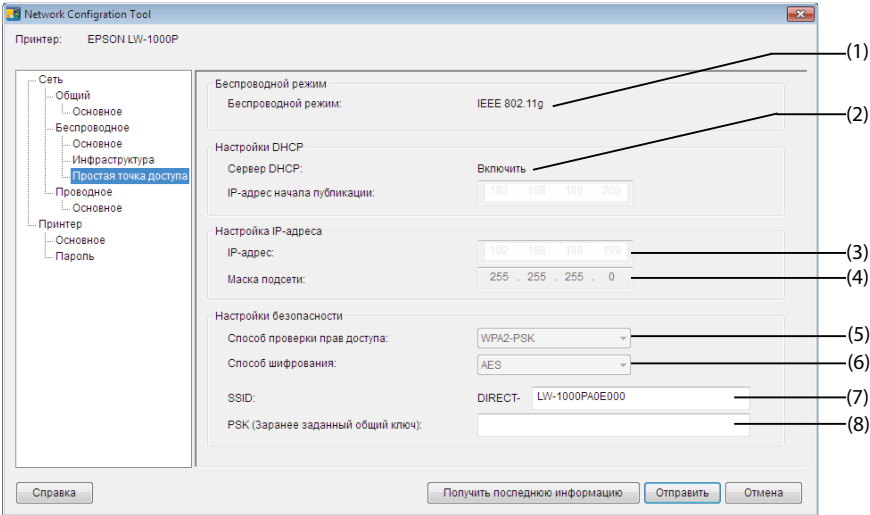 Network Configration Tool
Принтер: EPSON LW-1000P
Сеть
Общий
Основное
Беспроводное
Основное
Инфраструктура
Простая точка доступа
Проводное
Основное
Принтер
Основное
Пароль
Беспроводной режим
Беспроводной режим: IEEE 802.11g (1)
Настройки DHCP
Сервер DHCP: Включить (2)
IP-адрес начала публикации: 192 . 168 . 199 . 200
Настройка IP-адреса
IP-адрес: 192 . 168 . 199 . 199 (3)
Маска подсети: 255 . 255 . 255 . 0 (4)
Настройки безопасности
Способ проверки прав доступа: WPA2-PSK (5)
Способ шифрования: AES (6)
SSID: DIRECT- LW-1000PA0E000 (7)
PSK (Заранее заданный общий ключ): (8)
Справка Получить последнюю информацию Отправить Отмена